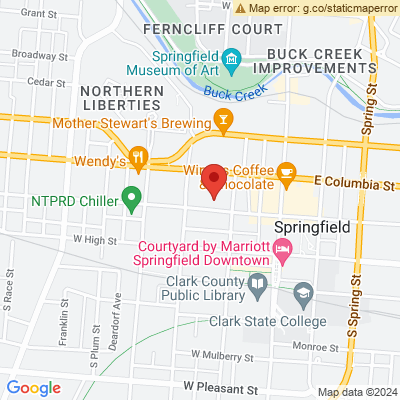 Map error: g.co/staticmaperror
Grant St
FERNCLIFF COURT
Broadway St
Springfield
Museum of Art
BUCK CREEK
IMPROVEMENTS
Cedar St
NORTHERN
LIBERTIES
Buck Creek
Spring St
Mother Stewart's Brewing
Wendy's
Coffee
E Columbia St
NTPRD Chiller
Springfield
W High St
Courtyard by Marriott
Springfield Downtown
S Race St
Clark County
Public Library
Franklin St
Deardorf Ave
S Plum St
Clark State College
S Spring St
Monroe St
W Mulberry St
Google
W Pleasant St
Map data ©2024